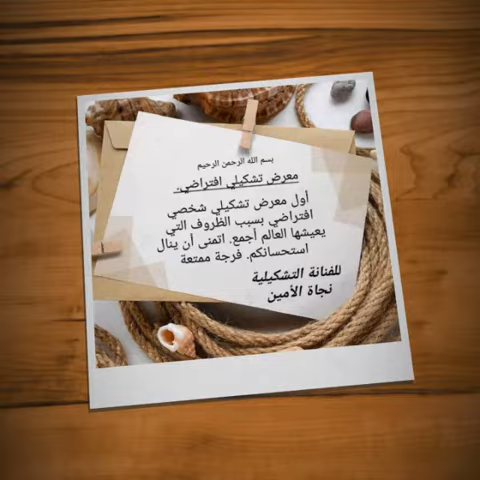 بسم الله الرحمن الرحيم
معرض تشكيلي افتراضي.
أول معرض تشكيلي شخصي
افتراضي بسبب الظروف التي
يعيشها العالم أجمع. اتمنى أن ينال
استحسانكم. فرجة ممتعة
للفنانة التشكيلية
نجاة الأمين